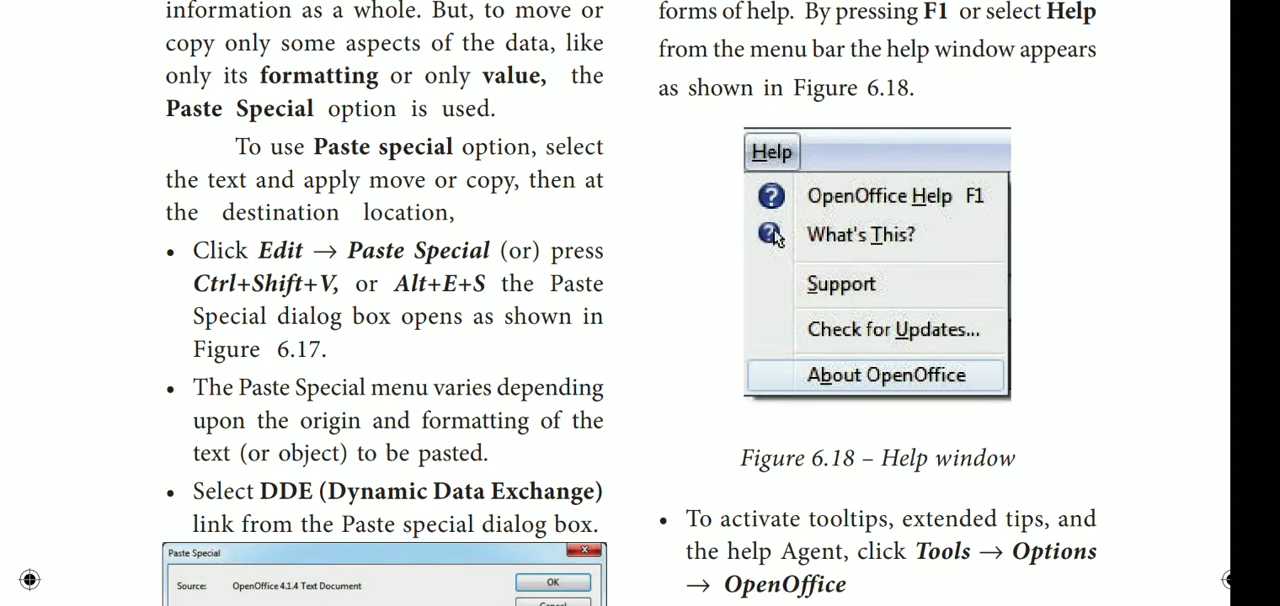 information as a whole. But, to move or
copy only some aspects of the data, like
only its formatting or only value, the
Paste Special option is used.
To use Paste special option, select
the text and apply move or copy, then at
the destination location,
• Click Edit → Paste Special (or) press
Ctrl+Shift+V, or Alt+E+S the Paste
Special dialog box opens as shown in
Figure 6.17.
• The Paste Special menu varies depending
upon the origin and formatting of the
text (or object) to be pasted.
• Select DDE (Dynamic Data Exchange)
link from the Paste special dialog box.
Paste Special
Source: OpenOffice 4.1.4 Text Document
OK
Cancel
forms of help. By pressing F1 or select Help
from the menu bar the help window appears
as shown in Figure 6.18.
Help
OpenOffice Help F1
What's This?
Support
Check for Updates...
About OpenOffice
Figure 6.18 – Help window
• To activate tooltips, extended tips, and
the help Agent, click Tools → Options
→ OpenOffice